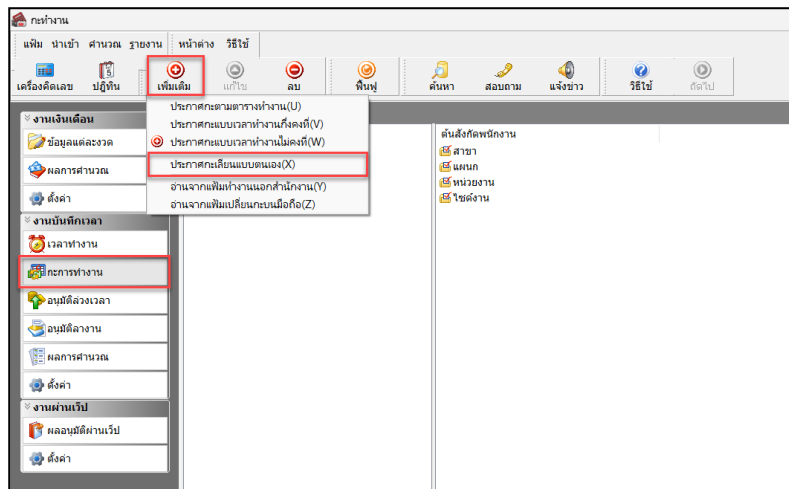 กะทำงาน
แฟ้ม นำเข้า คำนวณ รายงาน หน้าต่าง วิธีใช้
เครื่องคิดเลข ปฏิทิน เพิ่มเติม แก้ไข ลบ ฟื้นฟู ค้นหา สอบถาม แจ้งข่าว วิธีใช้ ถัดไป
ประกาศกะตามตารางทำงาน(U)
ประกาศกะแบบเวลาทำงานกึ่งคงที่(V)
ประกาศกะแบบเวลาทำงานไม่คงที่(W)
ประกาศกะเลียนแบบตนเอง(X)
อ่านจากแฟ้มทำงานนอกสำนักงาน(Y)
อ่านจากแฟ้มเปลี่ยนกะบนมือถือ(Z)
งานเงินเดือน
ข้อมูลแต่ละงวด
ผลการคำนวณ
ตั้งค่า
งานบันทึกเวลา
เวลาทำงาน
กะการทำงาน
อนุมัติล่วงเวลา
อนุมัติลางาน
ผลการคำนวณ
ตั้งค่า
งานผ่านเว็ป
ผลอนุมัติผ่านเว็ป
ตั้งค่า
ต้นสังกัดพนักงาน
สาขา
แผนก
หน่วยงาน
ไซต์งาน